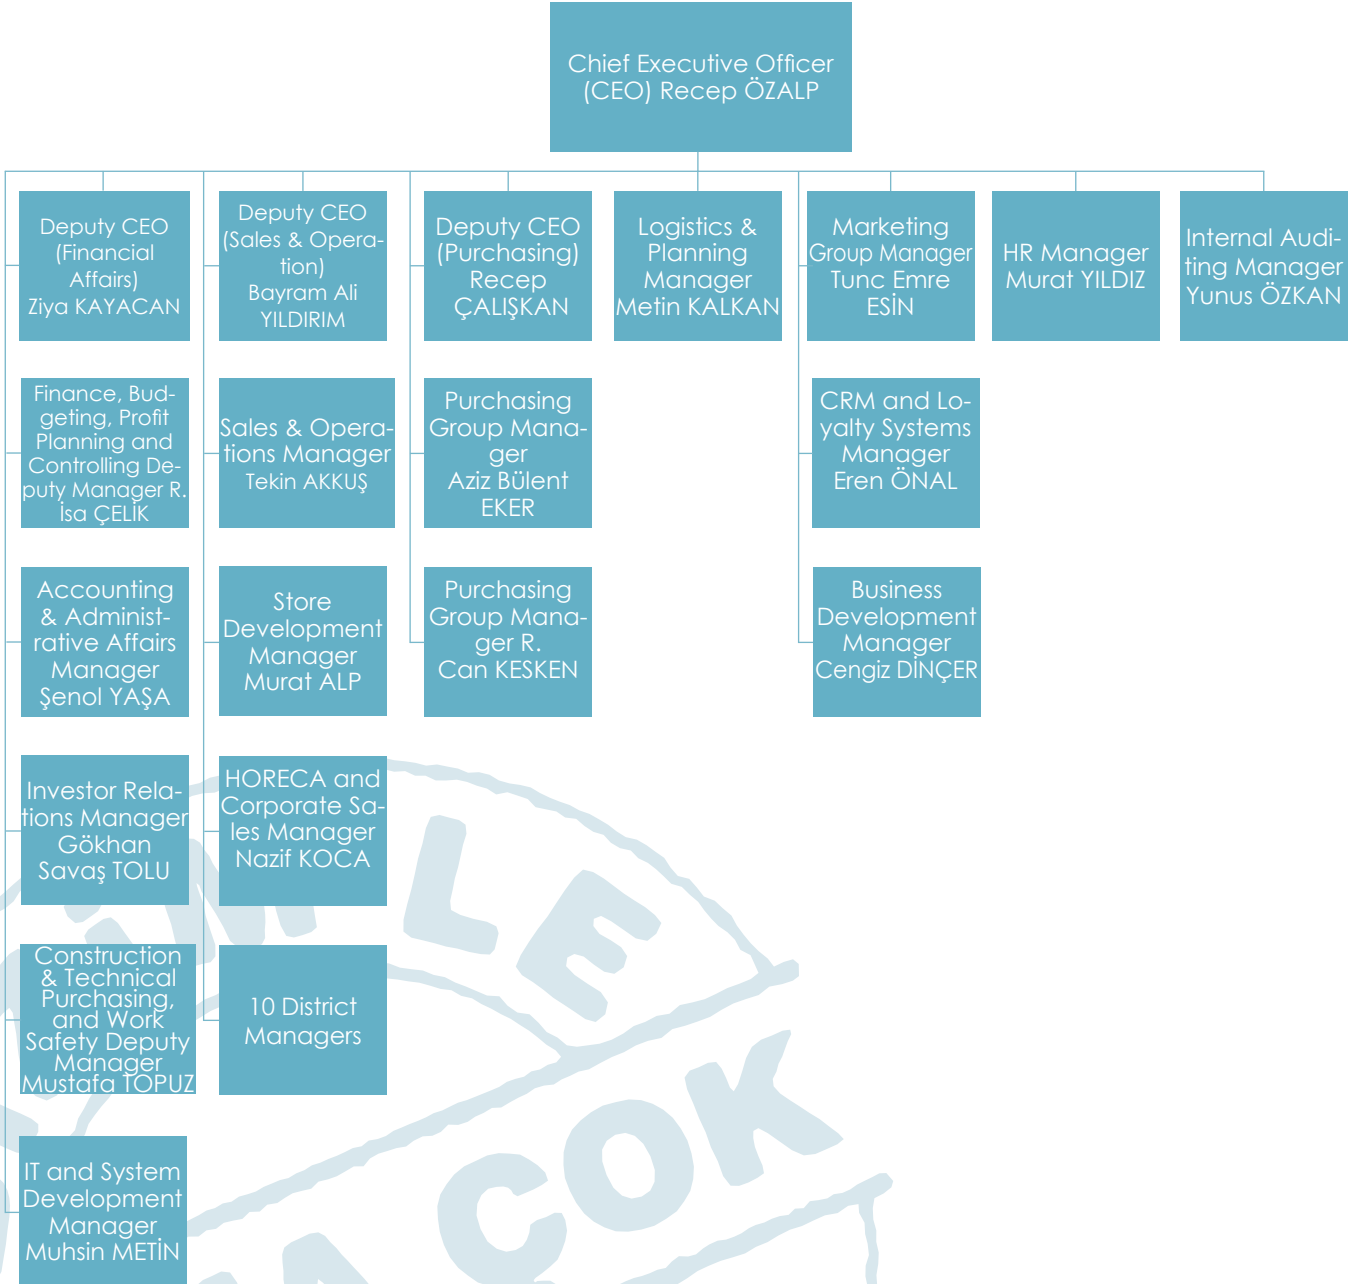 Chief Executive Officer
(CEO) Recep ÖZALP
Deputy CEO
(Financial
Affairs)
Ziya KAYACAN
Deputy CEO
(Sales & Opera-
tion)
Bayram Ali
YILDIRIM
Deputy CEO
(Purchasing)
Recep
ÇALIŞKAN
Logistics &
Planning
Manager
Metin KALKAN
Marketing
Group Manager
Tunc Emre
ESİN
HR Manager
Murat YILDIZ
Internal Audi-
ting Manager
Yunus ÖZKAN
Finance, Bud-
geting, Profit
Planning and
Controlling De-
puty Manager R.
İsa ÇELİK
Sales & Opera-
tions Manager
Tekin AKKUŞ
Purchasing
Group Mana-
ger
Aziz Bülent
EKER
CRM and Lo-
yalty Systems
Manager
Eren ÖNAL
Accounting
& Administ-
rative Affairs
Manager
Şenol YAŞA
Store
Development
Manager
Murat ALP
Purchasing
Group Mana-
ger R.
Can KESKEN
Business
Development
Manager
Cengiz DİNÇER
Investor Rela-
tions Manager
Gökhan
Savaş TOLU
HORECA and
Corporate Sa-
les Manager
Nazif KOCA
Construction
& Technical
Purchasing,
and Work
Safety Deputy
Manager
Mustafa TOPUZ
10 District
Managers
IT and System
Development
Manager
Muhsin METİN
ÇOK